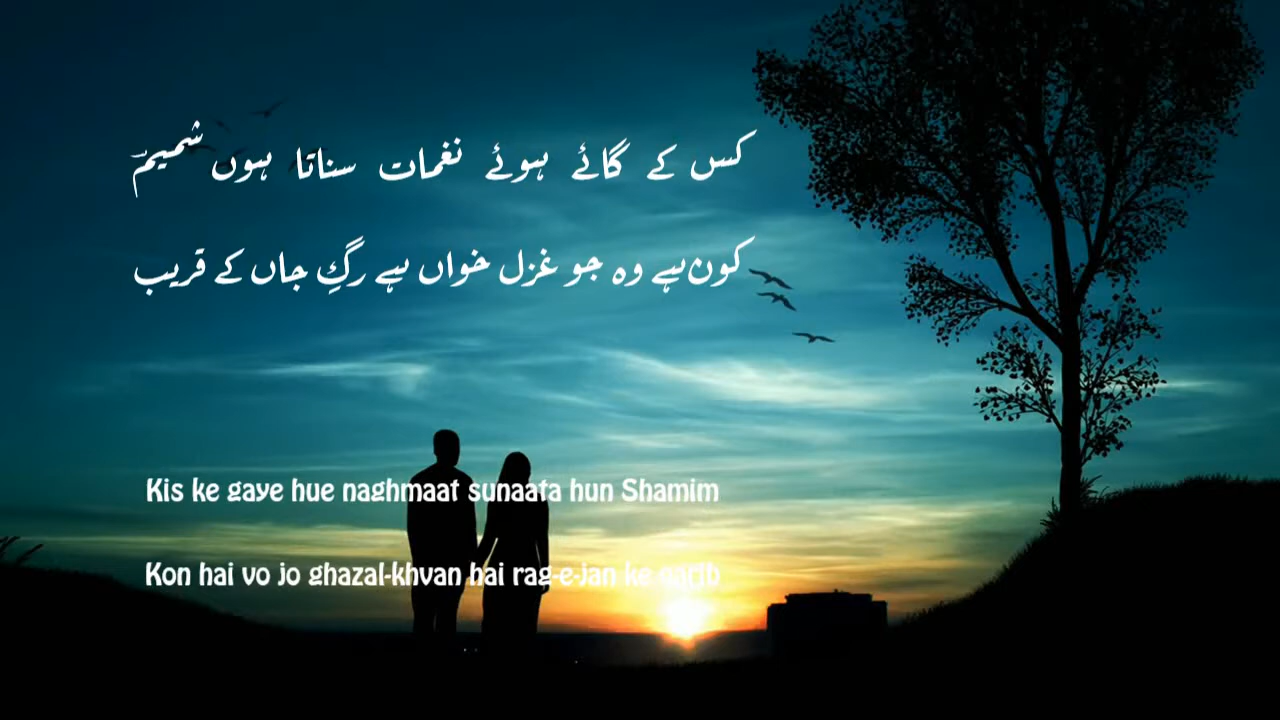 کس کے گائے ہوئے نغمات سناتا ہوں شمیمؔ
کون ہے وہ جو غزل خواں ہے رگِ جاں کے قریب
Kis ke gaye hue naghmaat sunaata hun Shamim
Kon hai vo jo ghazal-khvan hai rag-e-jan ke qarib